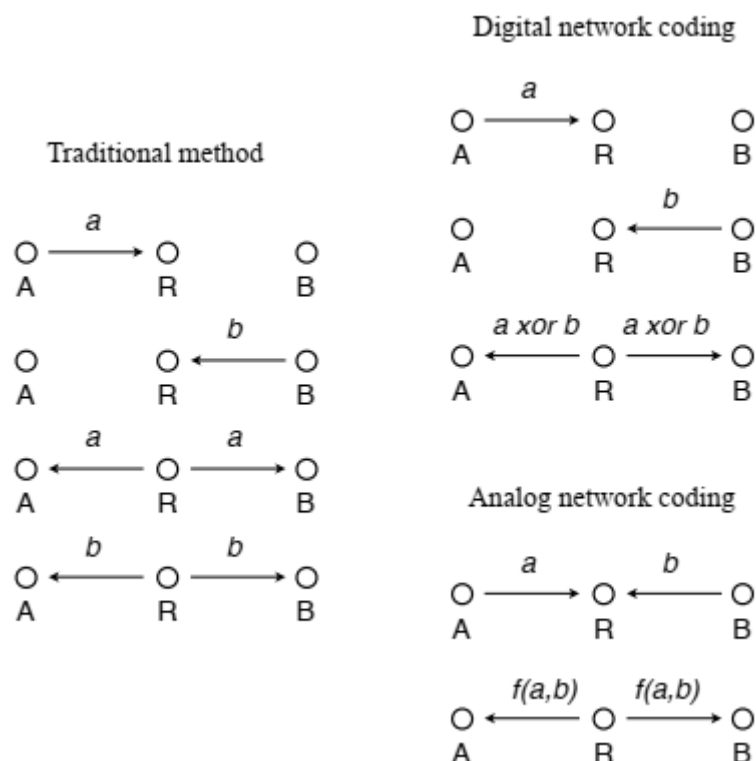 Traditional method
a
A R B
b
A R B
a a
A R B
b b
A R B
Digital network coding
a
A R B
b
A R B
a xor b a xor b
A R B
Analog network coding
a b
A R B
f(a,b) f(a,b)
A R B